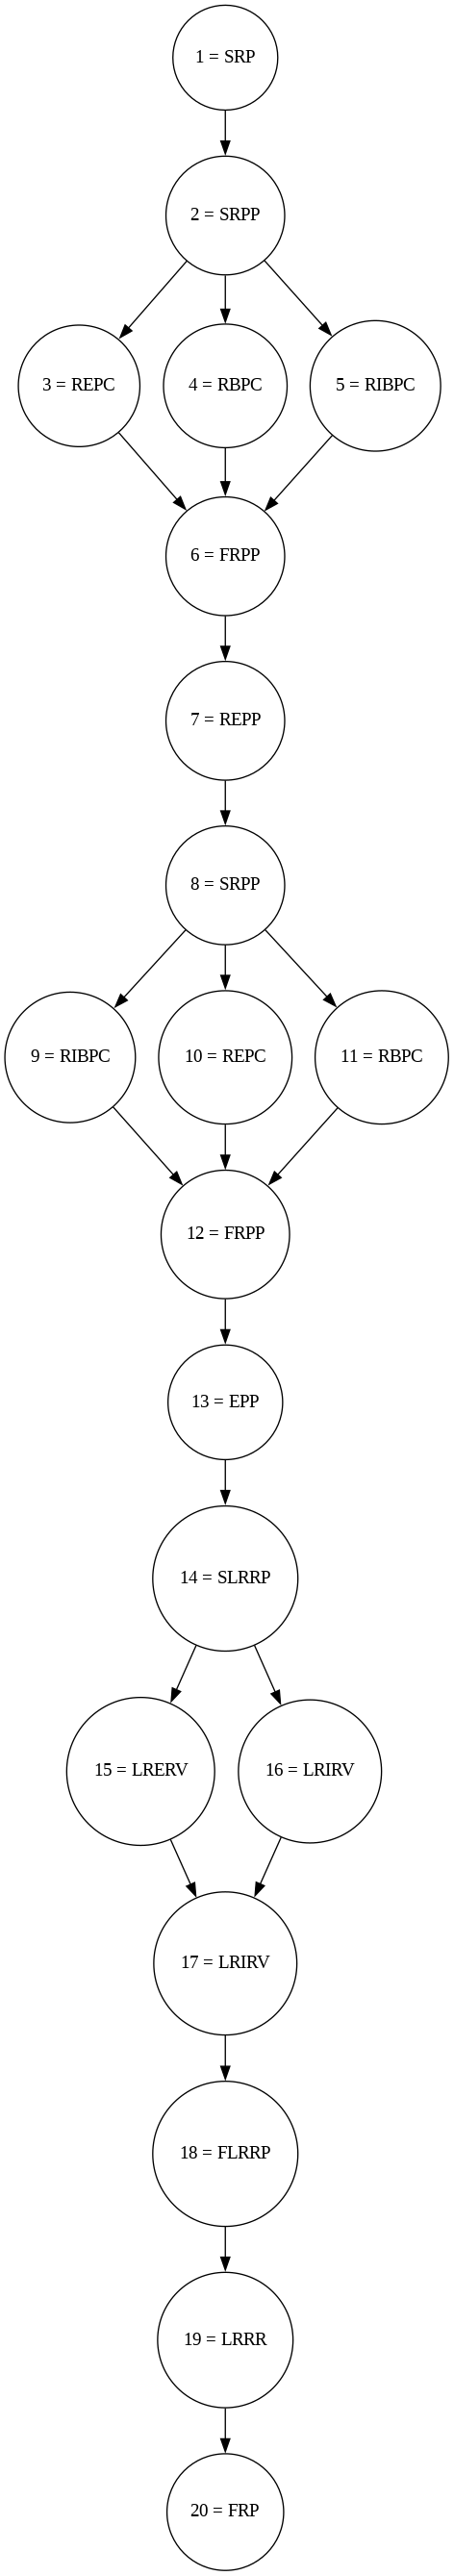 1 = SRP
2 = SRPP
3 = REPC
4 = RBPC
5 = RIBPC
6 = FRPP
7 = REPP
8 = SRPP
9 = RIBPC
10 = REPC
11 = RBPC
12 = FRPP
13 = EPP
14 = SLRRP
15 = LRERV
16 = LRIRV
17 = LRIRV
18 = FLRRP
19 = LRRR
20 = FRP